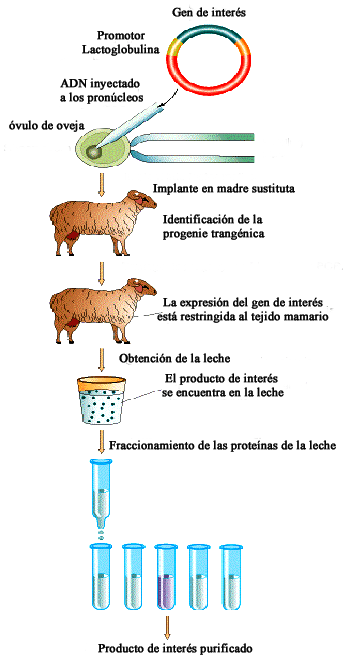 Gen de interés
Promotor
Lactoglobulina
ADN inyectado
a los pronúcleos
óvulo de oveja
Implante en madre sustituta
Identificación de la
progenie trangénica
La expresión del gen de interés
está restringida al tejido mamario
Obtención de la leche
El producto de interés
se encuentra en la leche
Fraccionamiento de las proteínas de la leche
Producto de interés purificado